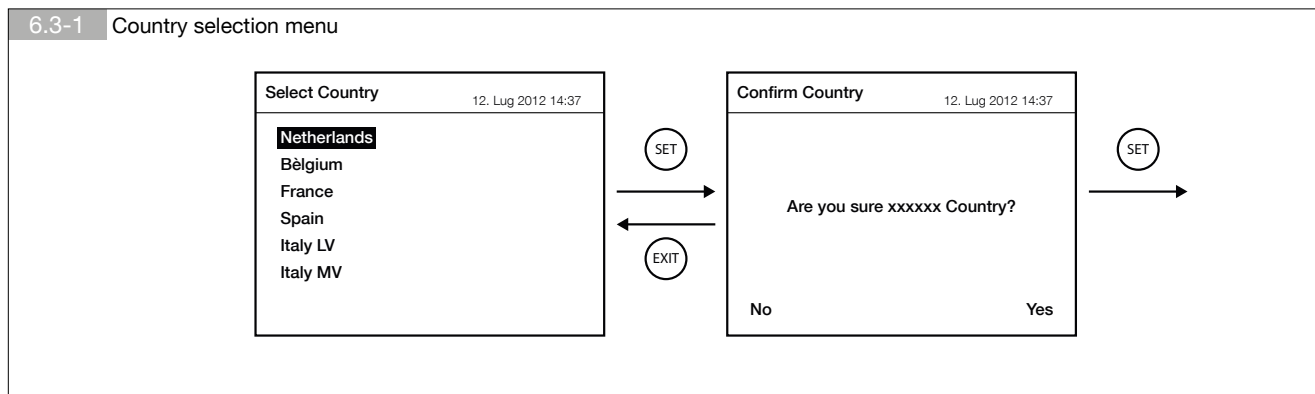 6.3-1 Country selection menu
Select Country 12. Lug 2012 14:37
Netherlands
Bèlgium
France
Spain
Italy LV
Italy MV
SET
EXIT
Confirm Country 12. Lug 2012 14:37
Are you sure xxxxxx Country?
No Yes
SET